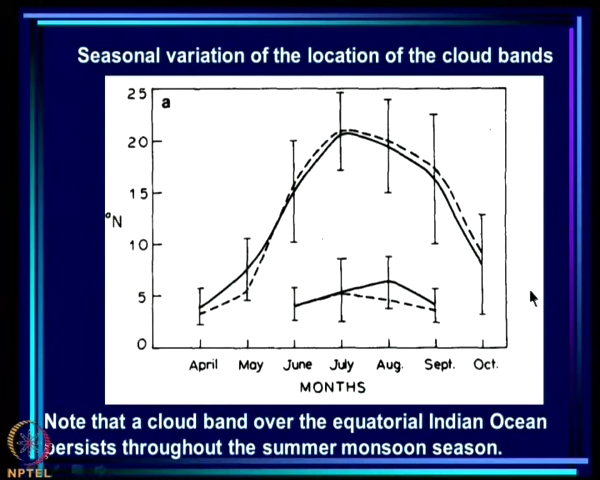 Seasonal variation of the location of the cloud bands
25
a
20
15
°N
10
5
0
April May June July Aug. Sept. Oct.
MONTHS
Note that a cloud band over the equatorial Indian Ocean
persists throughout the summer monsoon season.
NPTEL